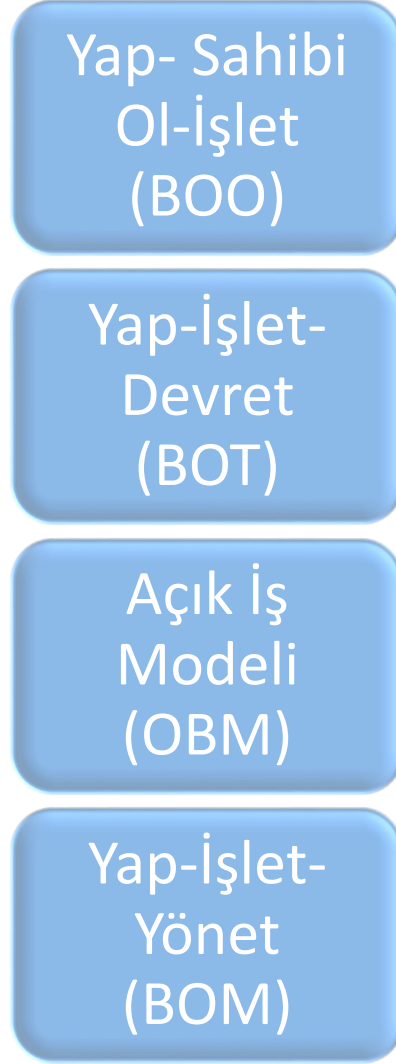 Yap- Sahibi
Ol-İşlet
(BOO)
Yap-İşlet-
Devret
(BOT)
Açık İş
Modeli
(OBM)
Yap-İşlet-
Yönet
(BOM)